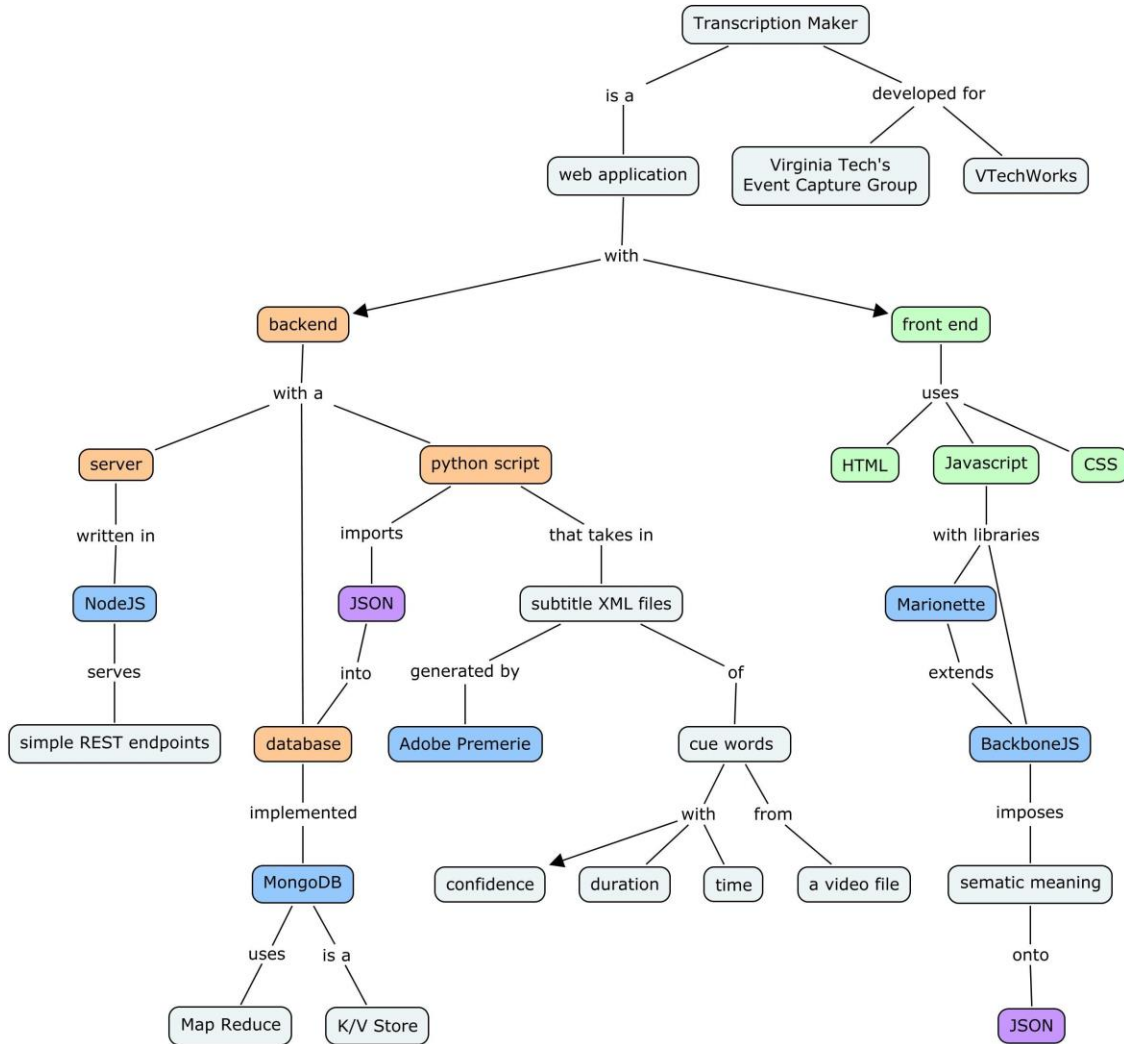 Transcription Maker
is a
developed for
web application
Virginia Tech's
Event Capture Group
VTechWorks
with
backend
front end
with a
uses
server
python script
HTML
Javascript
CSS
written in
imports
that takes in
with libraries
NodeJS
JSON
subtitle XML files
Marionette
serves
into
generated by
of
extends
simple REST endpoints
database
Adobe Premerie
cue words
BackboneJS
implemented
with
from
imposes
MongoDB
confidence
duration
time
a video file
sematic meaning
uses
is a
onto
Map Reduce
K/V Store
JSON